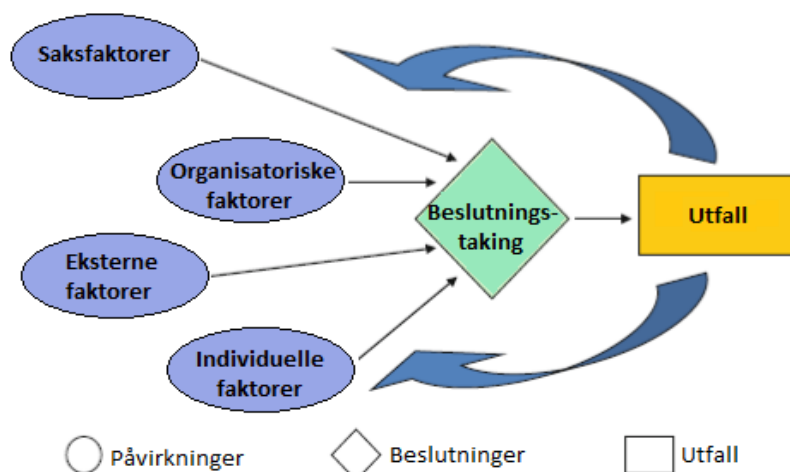 Saksfaktorer
Organisatoriske
faktorer
Beslutnings-
taking
Utfall
Eksterne
faktorer
Individuelle
faktorer
Påvirkninger
Beslutninger
Utfall